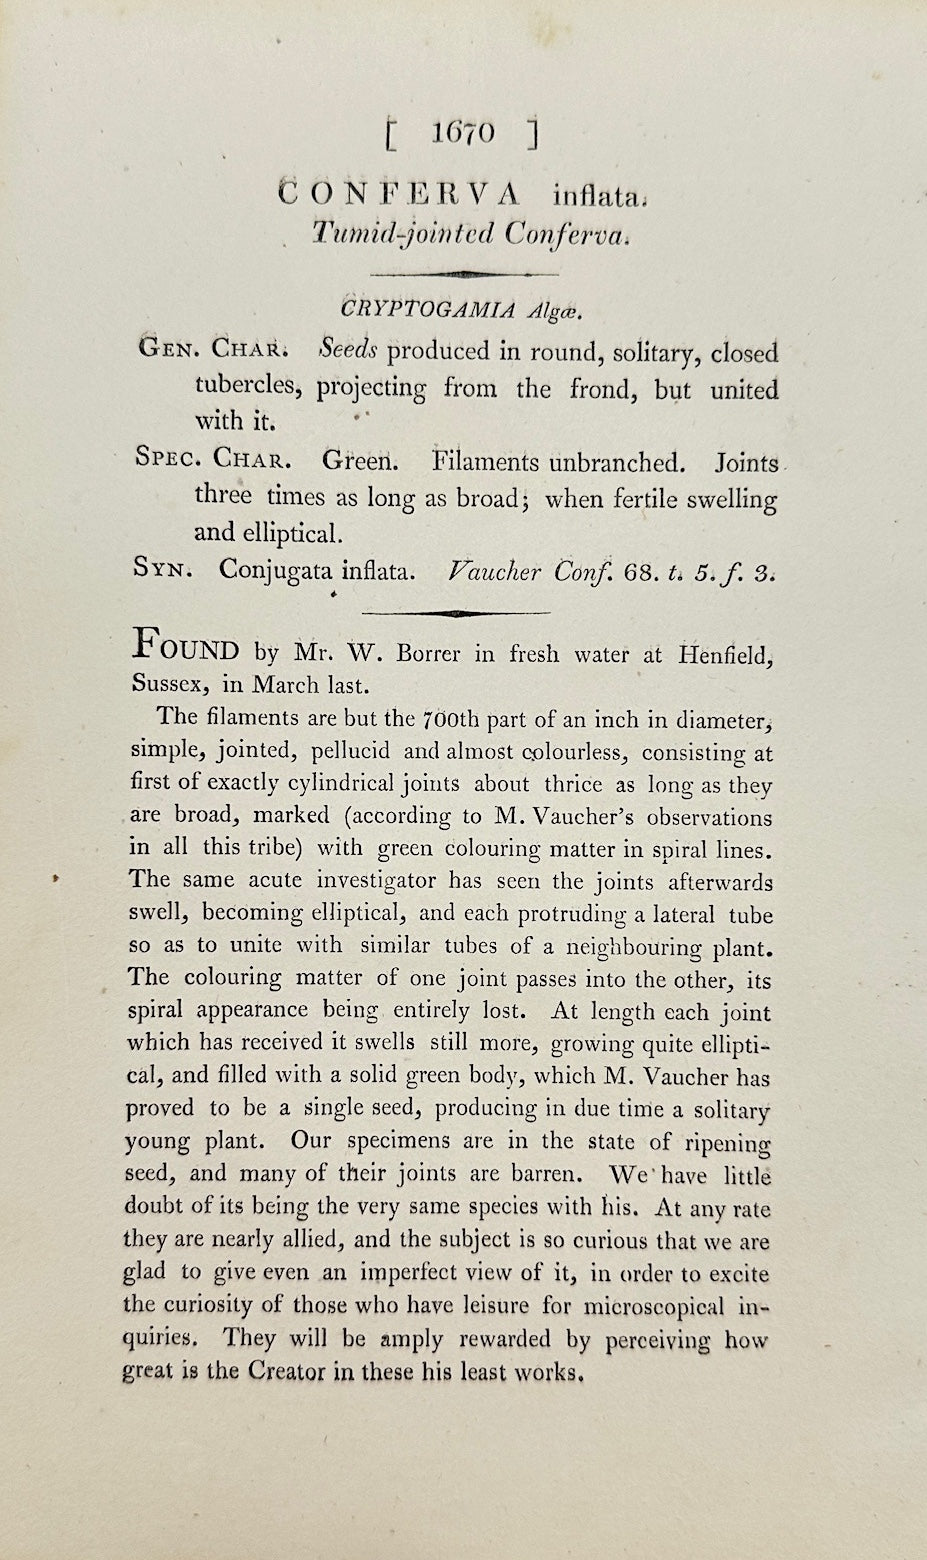 [ 1670 ]
CONFERVA inflata.
Tumid-jointed Conferva.
CRYPTOGAMIA Algæ.
GEN. CHAR. Seeds produced in round, solitary, closed
tubercles, projecting from the frond, but united
with it.
SPEC. CHAR. Green. Filaments unbranched. Joints
three times as long as broad; when fertile swelling
and elliptical.
SYN. Conjugata inflata. Vaucher Conf. 68. t. 5. f. 3.
FOUND by Mr. W. Borrer in fresh water at Henfield,
Sussex, in March last.
The filaments are but the 700th part of an inch in diameter,
simple, jointed, pellucid and almost colourless, consisting at
first of exactly cylindrical joints about thrice as long as they
are broad, marked (according to M. Vaucher's observations
in all this tribe) with green colouring matter in spiral lines.
The same acute investigator has seen the joints afterwards
swell, becoming elliptical, and each protruding a lateral tube
so as to unite with similar tubes of a neighbouring plant.
The colouring matter of one joint passes into the other, its
spiral appearance being entirely lost. At length each joint
which has received it swells still more, growing quite ellipti-
cal, and filled with a solid green body, which M. Vaucher has
proved to be a single seed, producing in due time a solitary
young plant. Our specimens are in the state of ripening
seed, and many of their joints are barren. We have little
doubt of its being the very same species with his. At any rate
they are nearly allied, and the subject is so curious that we are
glad to give even an imperfect view of it, in order to excite
the curiosity of those who have leisure for microscopical in-
quiries. They will be amply rewarded by perceiving how
great is the Creator in these his least works.